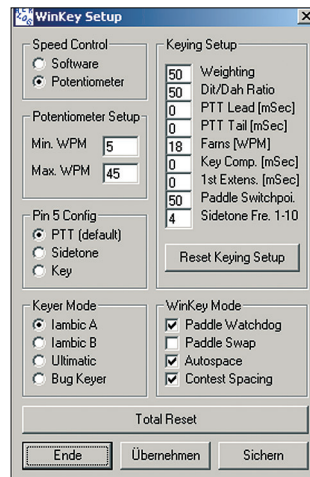 WinKey Setup
Speed Control
Software
Potentiometer
Potentiometer Setup
Min. WPM 5
Max. WPM 45
Pin 5 Config
PTT (default)
Sidetone
Key
Keyer Mode
Iambic A
Iambic B
Ultimatic
Bug Keyer
Keying Setup
50 Weighting
50 Dit/Dah Ratio
0 PTT Lead [mSec]
0 PTT Tail [mSec]
18 Farns [WPM]
0 Key Comp. [mSec]
0 1st Extens. [mSec]
50 Paddle Switchpoi.
4 Sidetone Fre. 1-10
Reset Keying Setup
WinKey Mode
Paddle Watchdog
Paddle Swap
Autospace
Contest Spacing
Total Reset
Ende Übernehmen Sichern